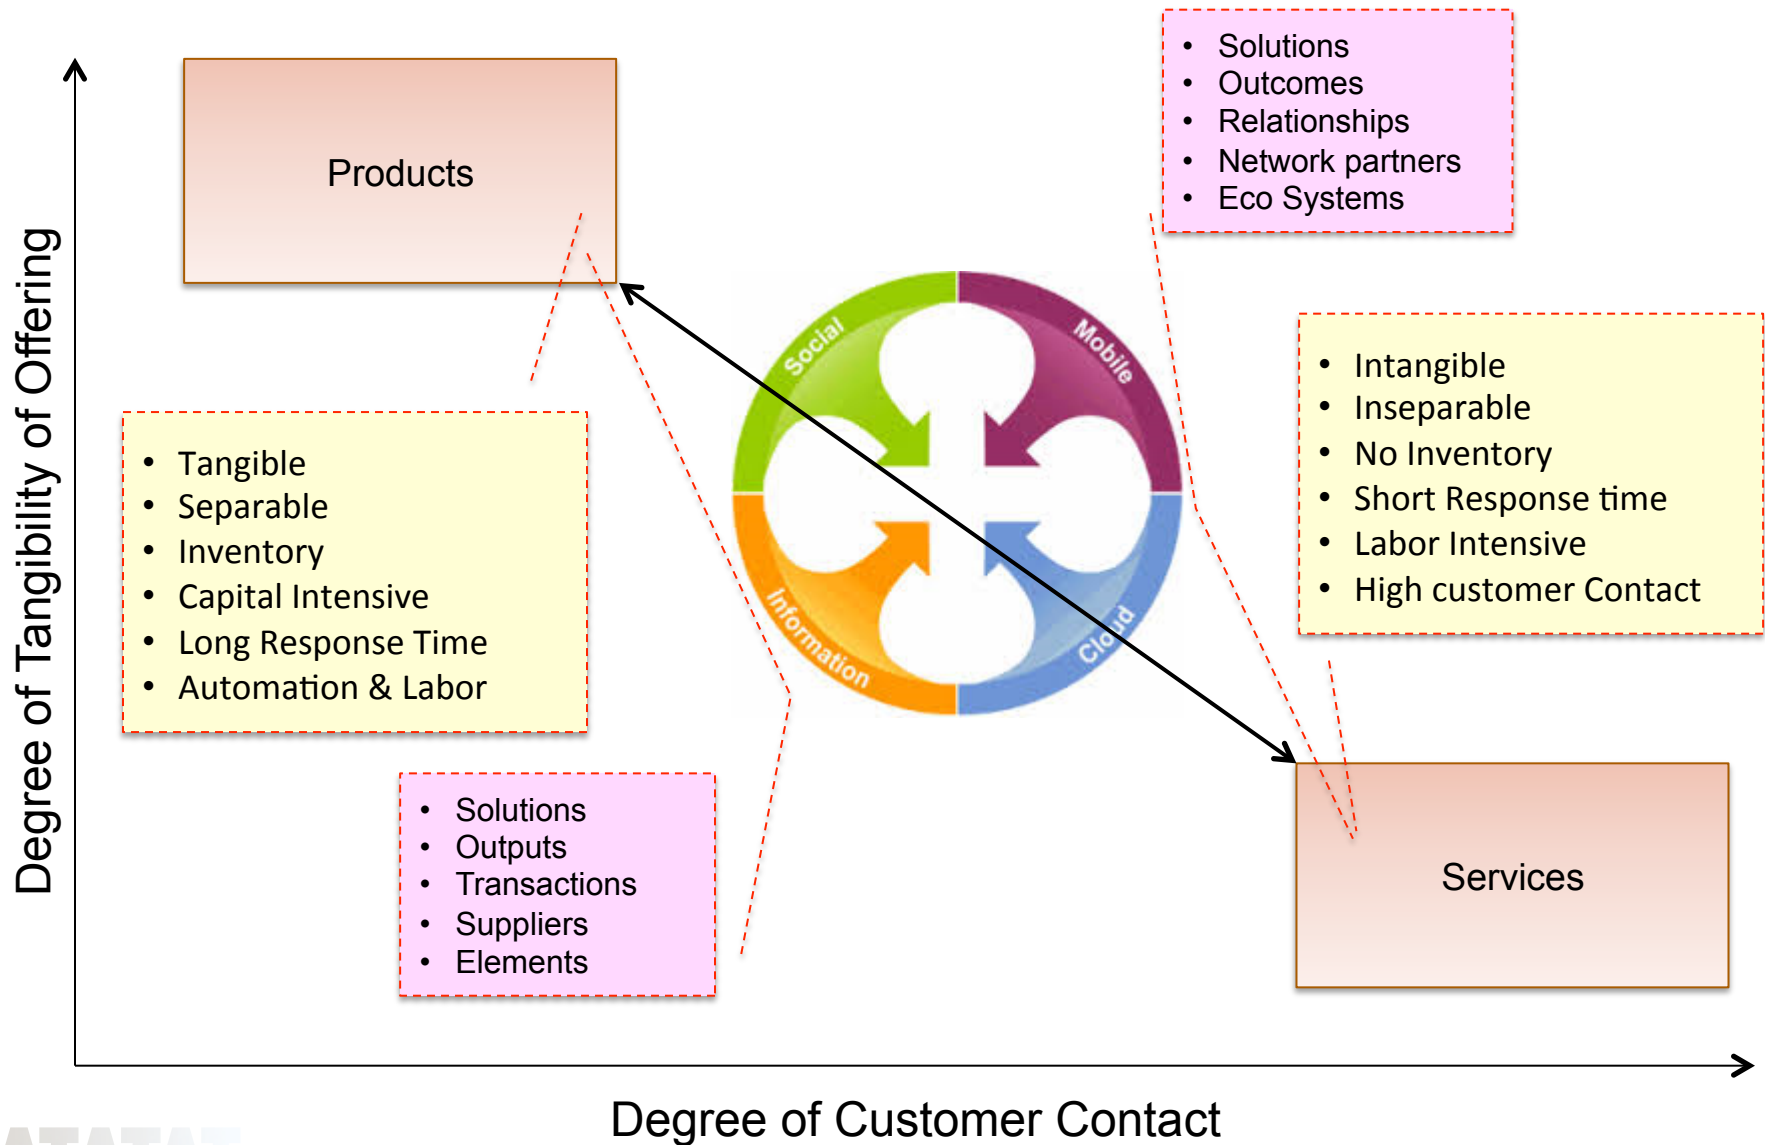 Degree of Tangibility of Offering
Products
• Tangible
• Separable
• Inventory
• Capital Intensive
• Long Response Time
• Automation & Labor
• Solutions
• Outputs
• Transactions
• Suppliers
• Elements
Social
Mobile
Information
Cloud
• Solutions
• Outcomes
• Relationships
• Network partners
• Eco Systems
• Intangible
• Inseparable
• No Inventory
• Short Response time
• Labor Intensive
• High customer Contact
Services
Degree of Customer Contact